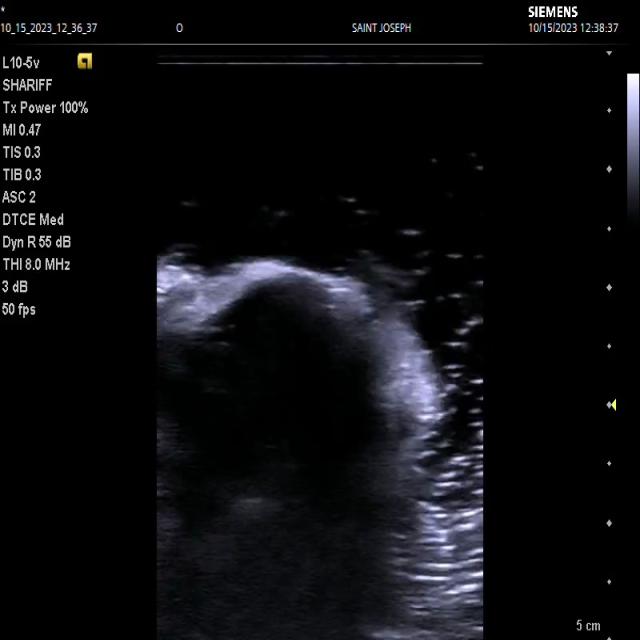 *
SIEMENS
10_15_2023_12_36_37 O SAINT JOSEPH 10/15/2023 12:38:37
L10-5v
SHARIFF
Tx Power 100%
MI 0.47
TIS 0.3
TIB 0.3
ASC 2
DTCE Med
Dyn R 55 dB
THI 8.0 MHz
3 dB
50 fps
5 cm